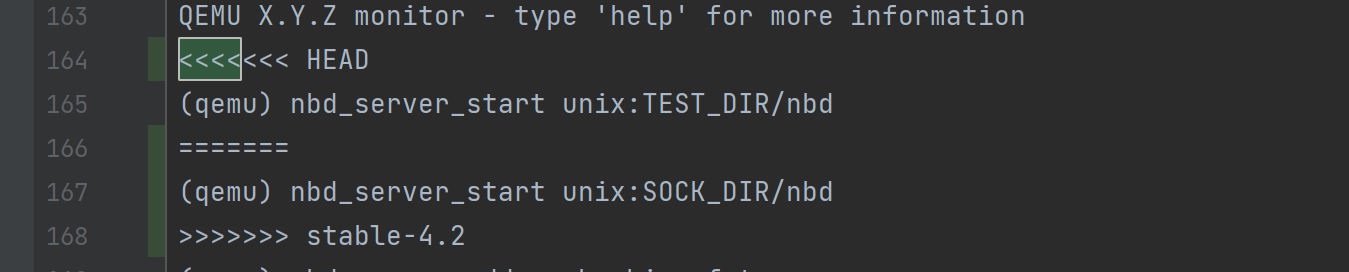 163 QEMU X.Y.Z monitor - type 'help' for more information
164 <<<<<<< HEAD
165 (qemu) nbd_server_start unix:TEST_DIR/nbd
166 =======
167 (qemu) nbd_server_start unix:SOCK_DIR/nbd
168 >>>>>>> stable-4.2